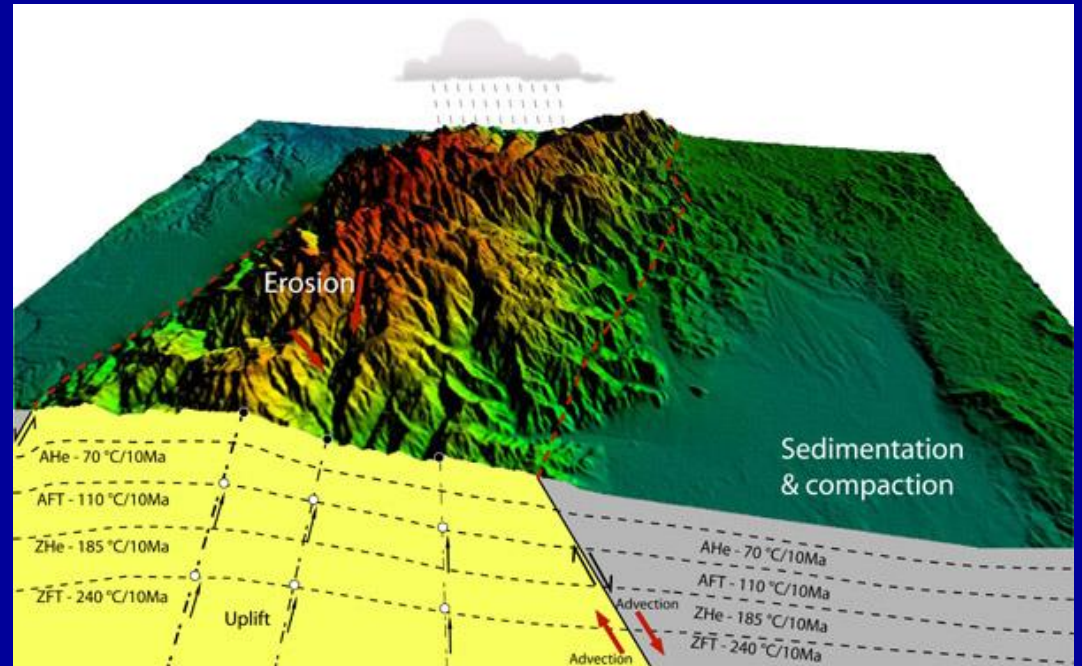 Erosion
Sedimentation
& compaction
AHe - 70 °C/10Ma
AFT - 110 °C/10Ma
ZHe - 185 °C/10Ma
ZFT - 240 °C/10Ma
Uplift
AHe - 70 °C/10Ma
AFT - 110 °C/10Ma
ZHe - 185 °C/10Ma
ZFT - 240 °C/10Ma
Advection
Advection